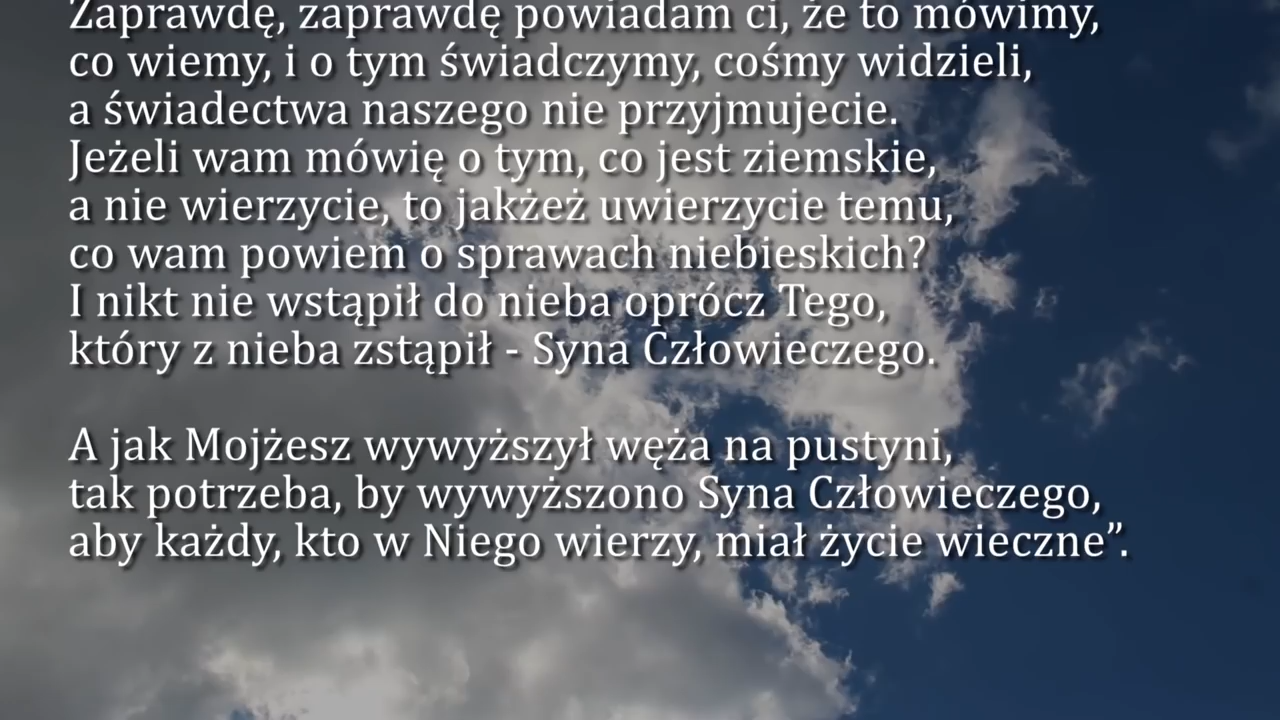 Zaprawdę, zaprawdę powiadam ci, że to mówimy,
co wiemy, i o tym świadczymy, cośmy widzieli,
a świadectwa naszego nie przyjmujecie.
Jeżeli wam mówię o tym, co jest ziemskie,
a nie wierzycie, to jakżeż uwierzycie temu,
co wam powiem o sprawach niebieskich?
I nikt nie wstąpił do nieba oprócz Tego,
który z nieba zstąpił - Syna Człowieczego.
A jak Mojżesz wywyższył węża na pustyni,
tak potrzeba, by wywyższono Syna Człowieczego,
aby każdy, kto w Niego wierzy, miał życie wieczne”.